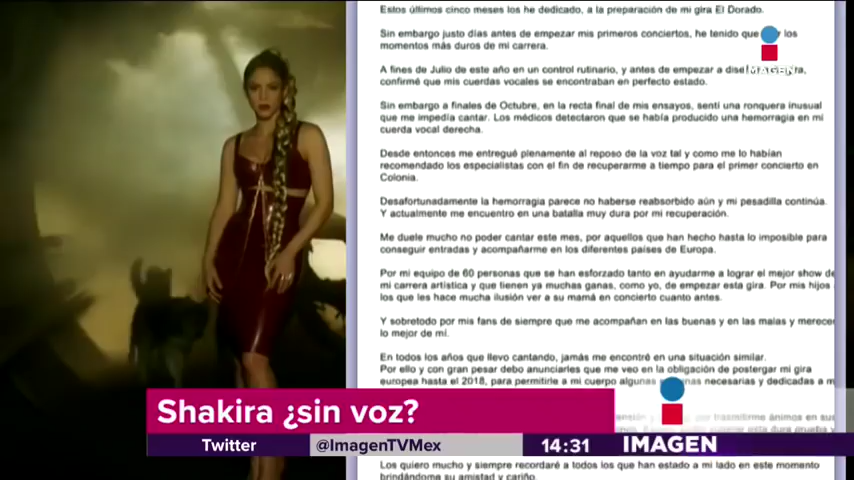 Estos últimos cinco meses los he dedicado, a la preparación de mi gira El Dorado.
Sin embargo justo días antes de empezar mis primeros conciertos, he tenido que los
momentos más duros de mi carrera.
A fines de Julio de este año en un control rutinario, y antes de empezar a
confirmé que mis cuerdas vocales se encontraban en perfecto estado.
Sin embargo a finales de Octubre, en la recta final de mis ensayos, sentí una ronquera inusual
que me impedía cantar. Los médicos detectaron que se había producido una hemorragia en mi
cuerda vocal derecha.
Desde entonces me entregué plenamente al reposo de la voz tal y como me lo habían
recomendado los especialistas con el fin de recuperarme a tiempo para el primer concierto en
Colonia.
Desafortunadamente la hemorragia parece no haberse reabsorbido aún y mi pesadilla continúa.
Y actualmente me encuentro en una batalla muy dura por mi recuperación.
Me duele mucho no poder cantar este mes, por aquellos que han hecho hasta lo imposible para
conseguir entradas y acompañarme en los diferentes países de Europa.
Por mi equipo de 60 personas que se han esforzado tanto en ayudarme a lograr el mejor show de
mi carrera artística y que tienen ya muchas ganas, como yo, de empezar esta gira. Por mis hijos
los que les hace mucha ilusión ver a su mamá en concierto cuanto antes.
Y sobretodo por mis fans de siempre que me acompañan en las buenas y en las malas y merecen
lo mejor de mí.
En todos los años que llevo cantando, jamás me encontré en una situación similar.
Por ello y con gran pesar debo anunciarles que me veo en la obligación de postergar mi gira
europea hasta el 2018, para permitirle a mi cuerpo algunas necesarias y dedicadas a m
ánimos en sus
dura prueba y
Los quiero mucho y siempre recordaré a todos los que han estado a mi lado en este momento
brindándome su amistad y cariño.
IMAGEN
Shakira ¿sin voz?
Twitter @ImagenTVMex 14:31 IMAGEN